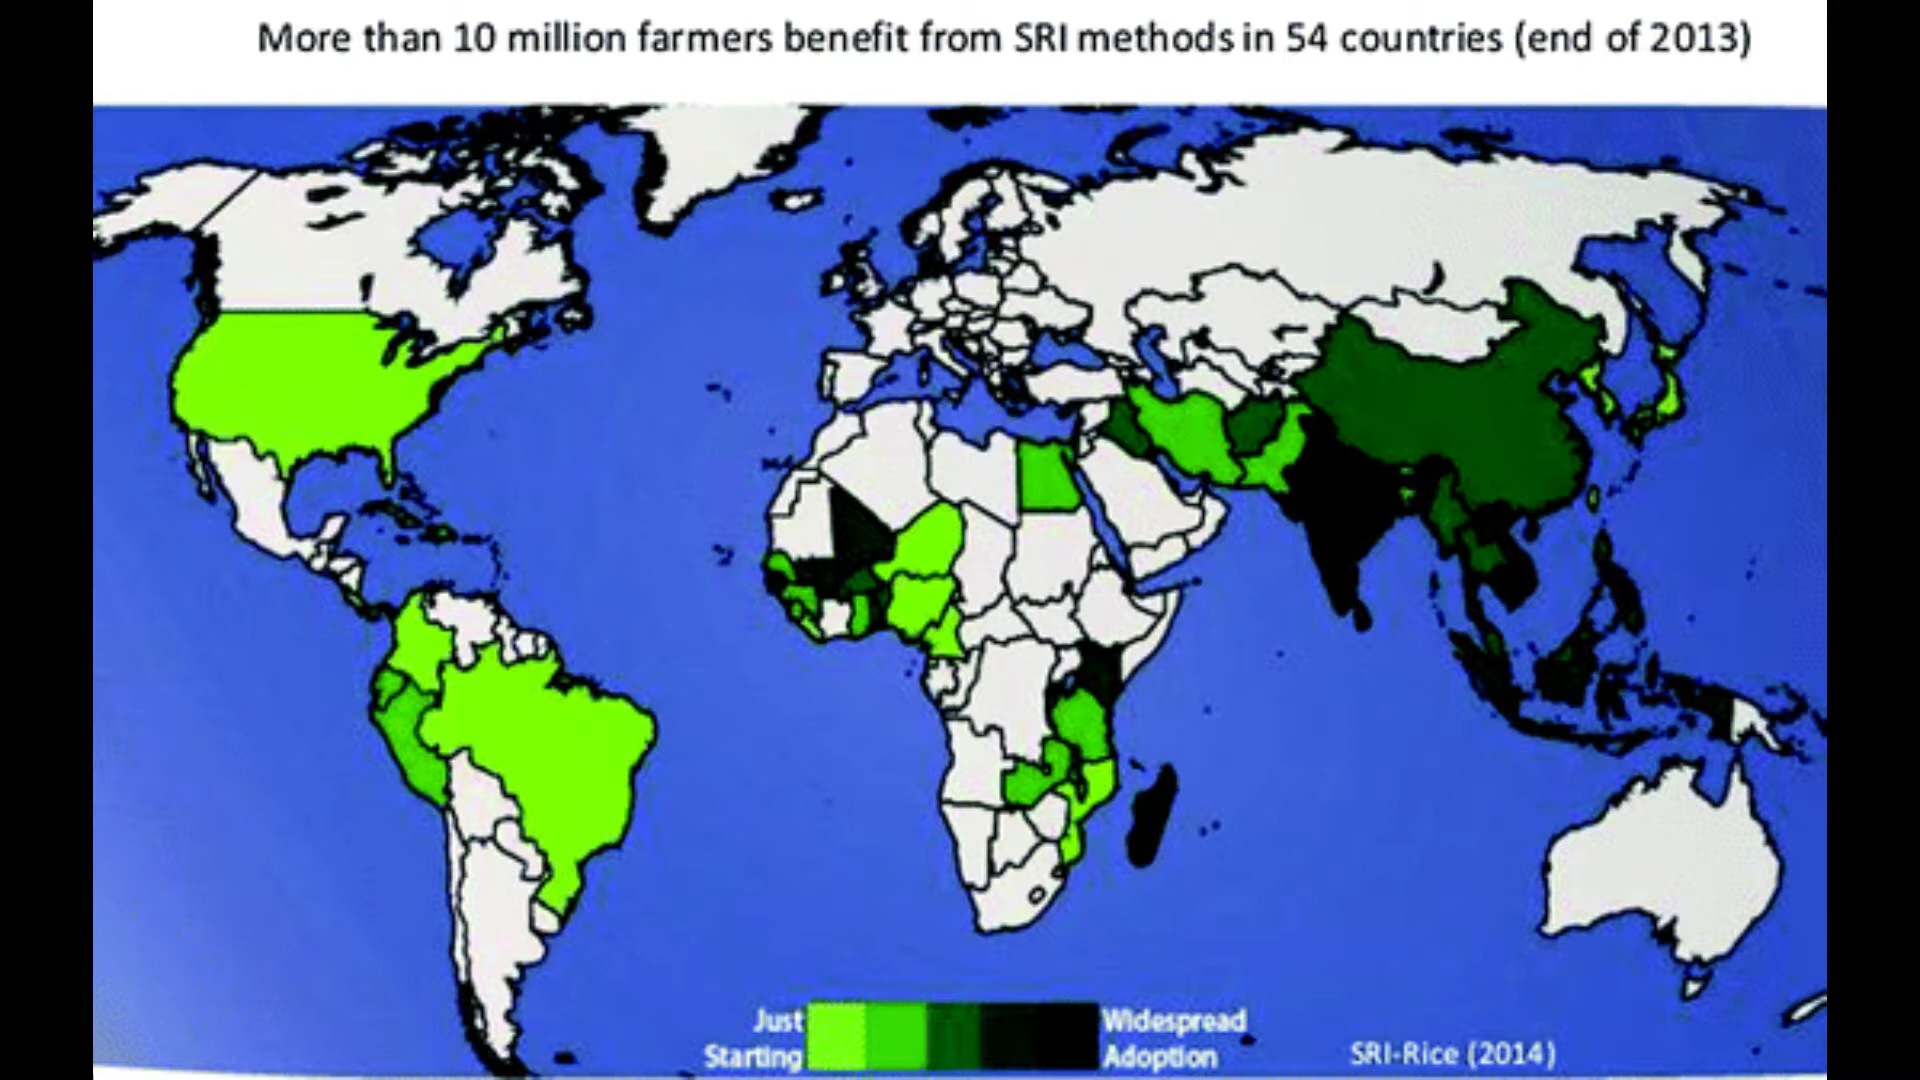 More than 10 million farmers benefit from SRI methods in 54 countries (end of 2013)
Just
Starting
Widespread
Adoption
SRI-Rice (2014)